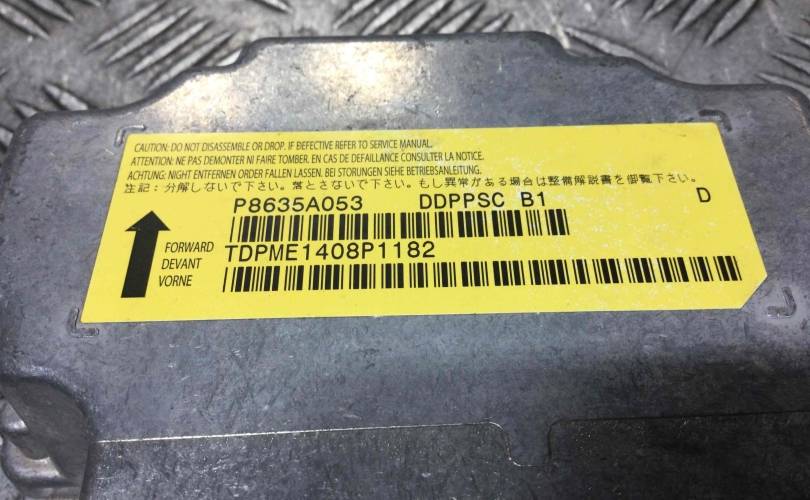 CAUTION: DO NOT DISASSEMBLE OR DROP. IF DEFECTIVE REFER TO SERVICE MANUAL.
ATTENTION: NE PAS DEMONTER NI FAIRE TOMBER. EN CAS DE DEFAILLANCE CONSULTER LA NOTICE.
ACHTUNG: NIGHT ENTFERNEN ORDER FALLEN LASSEN. BEI STORUNGEN SIEHE BETRIEBSANLEITUNG.
注記：分解しないで下さい。落とさないで下さい。もし異常がある場合は整備解説書を御覧下さい。
P8635A053 DDPPSC B1 D
FORWARD
DEVANT
VORNE
TDPME1408P1182